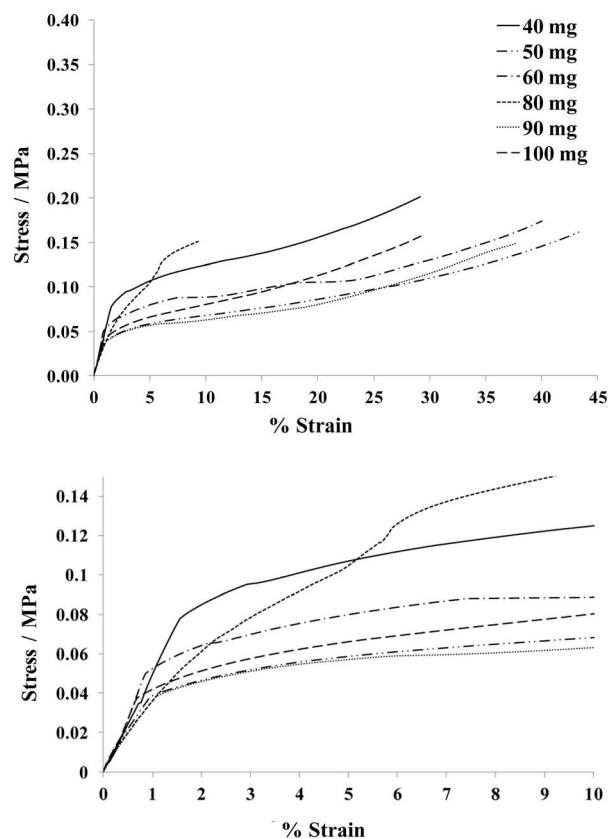 0.40
0.35
0.30
0.25
0.20
0.15
0.10
0.05
0.00
Stress / MPa
40 mg
50 mg
60 mg
80 mg
90 mg
100 mg
0 5 10 15 20 25 30 35 40 45
% Strain
0.14
0.12
0.1
0.08
0.06
0.04
0.02
0
Stress / MPa
0 1 2 3 4 5 6 7 8 9 10
% Strain